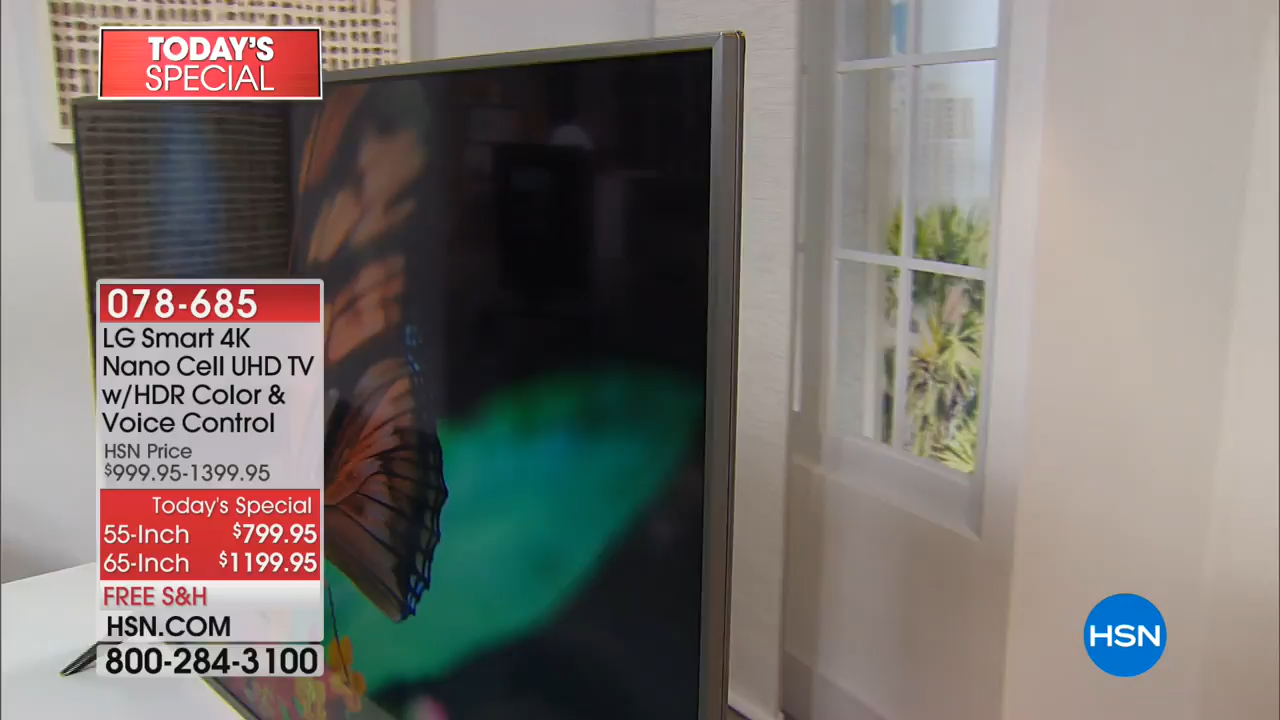 TODAY'S
SPECIAL
078-685
LG Smart 4K
Nano Cell UHD TV
w/HDR Color &
Voice Control
HSN Price
$999.95-1399.95
Today's Special
55-Inch $799.95
65-Inch $1199.95
FREE S&H
HSN.COM
800-284-3100
HSN